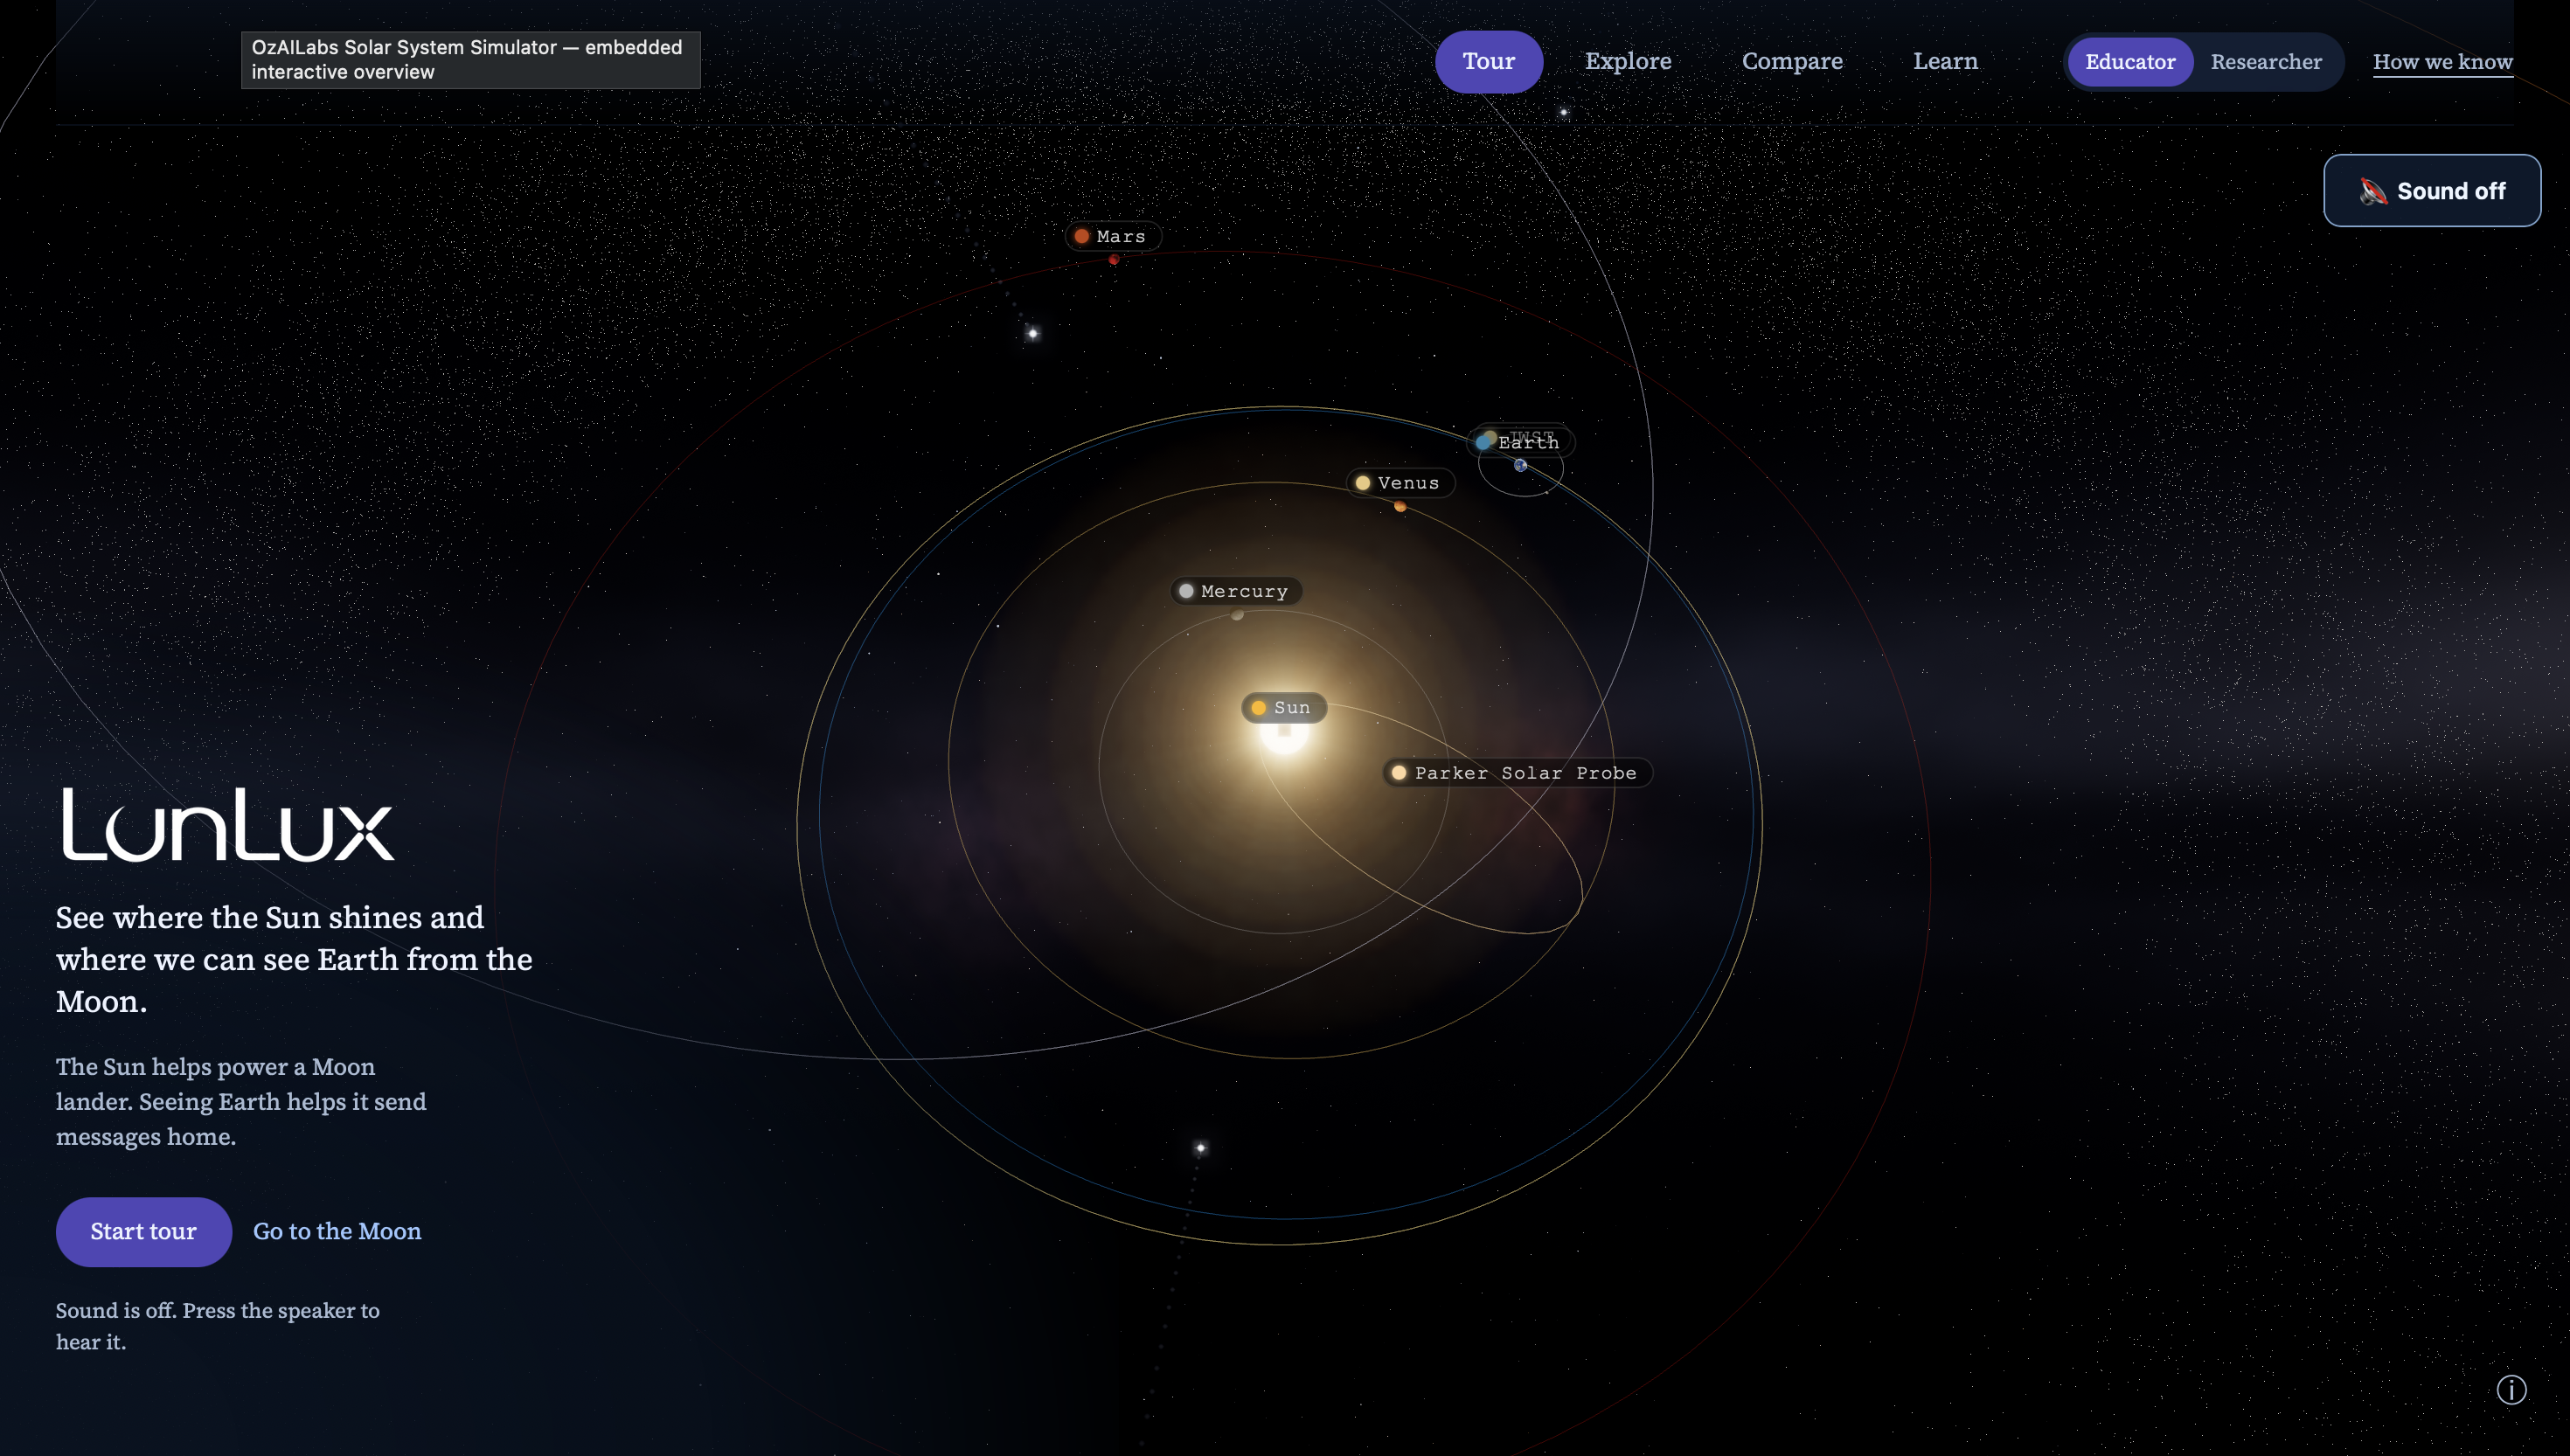 OzAILabs Solar System Simulator — embedded
interactive overview
Tour
Explore
Compare
Learn
Educator
Researcher
How we know
Sound off
Mars
JWST
Earth
Venus
Mercury
Sun
Parker Solar Probe
LunLux
See where the Sun shines and
where we can see Earth from the
Moon.
The Sun helps power a Moon
lander. Seeing Earth helps it send
messages home.
Start tour
Go to the Moon
Sound is off. Press the speaker to
hear it.